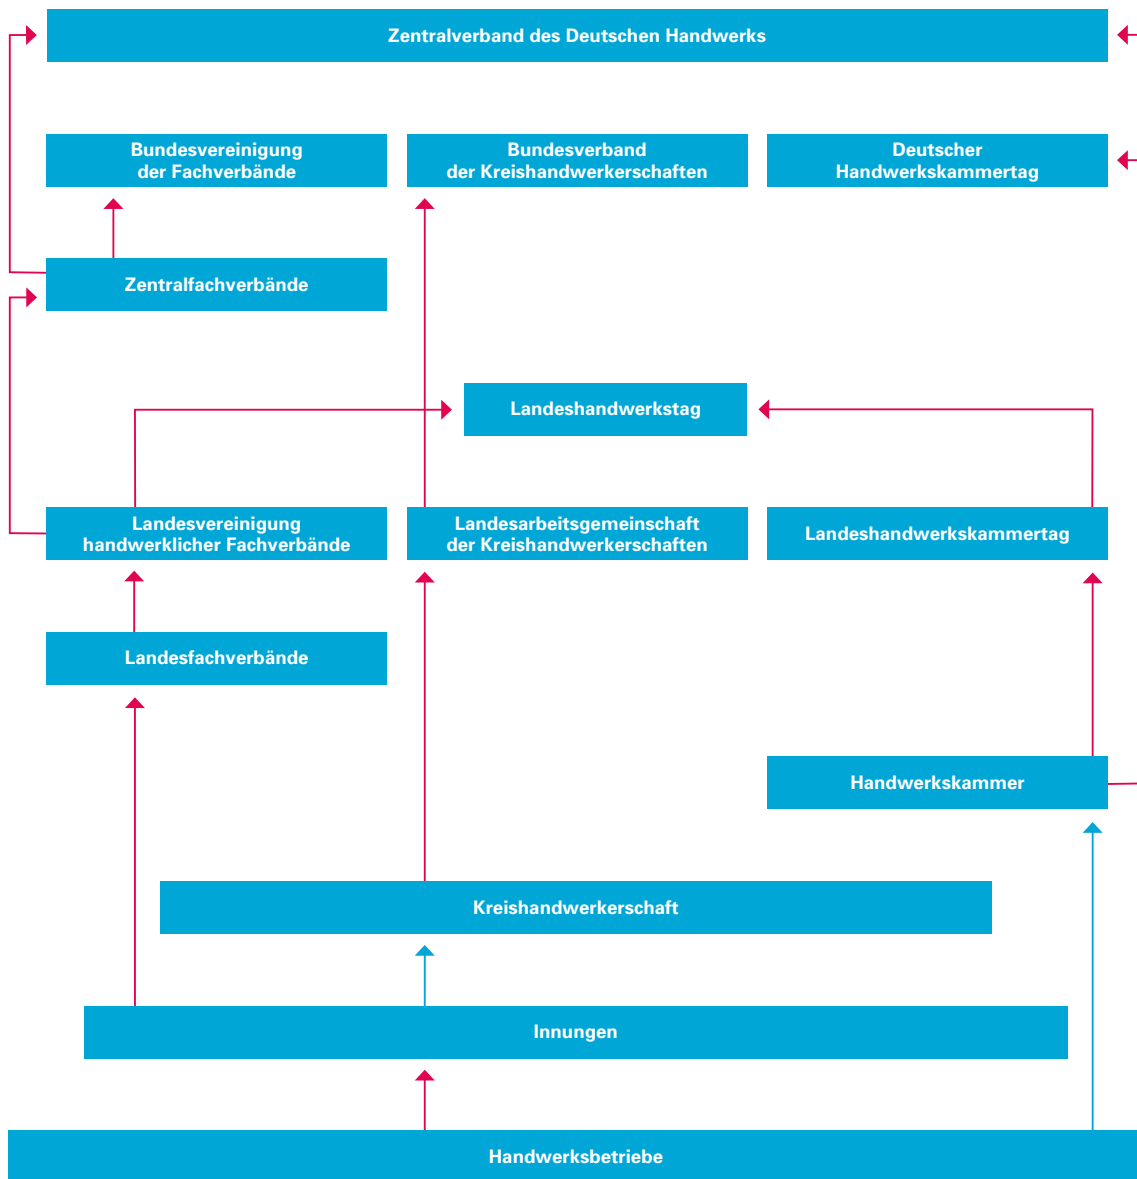 Zentralverband des Deutschen Handwerks
Bundesvereinigung
der Fachverbände
Bundesverband
der Kreishandwerkerschaften
Deutscher
Handwerkskammertag
Zentralfachverbände
Landeshandwerkstag
Landesvereinigung
handwerklicher Fachverbände
Landesarbeitsgemeinschaft
der Kreishandwerkerschaften
Landeshandwerkskammertag
Landesfachverbände
Handwerkskammer
Kreishandwerkerschaft
Innungen
Handwerksbetriebe